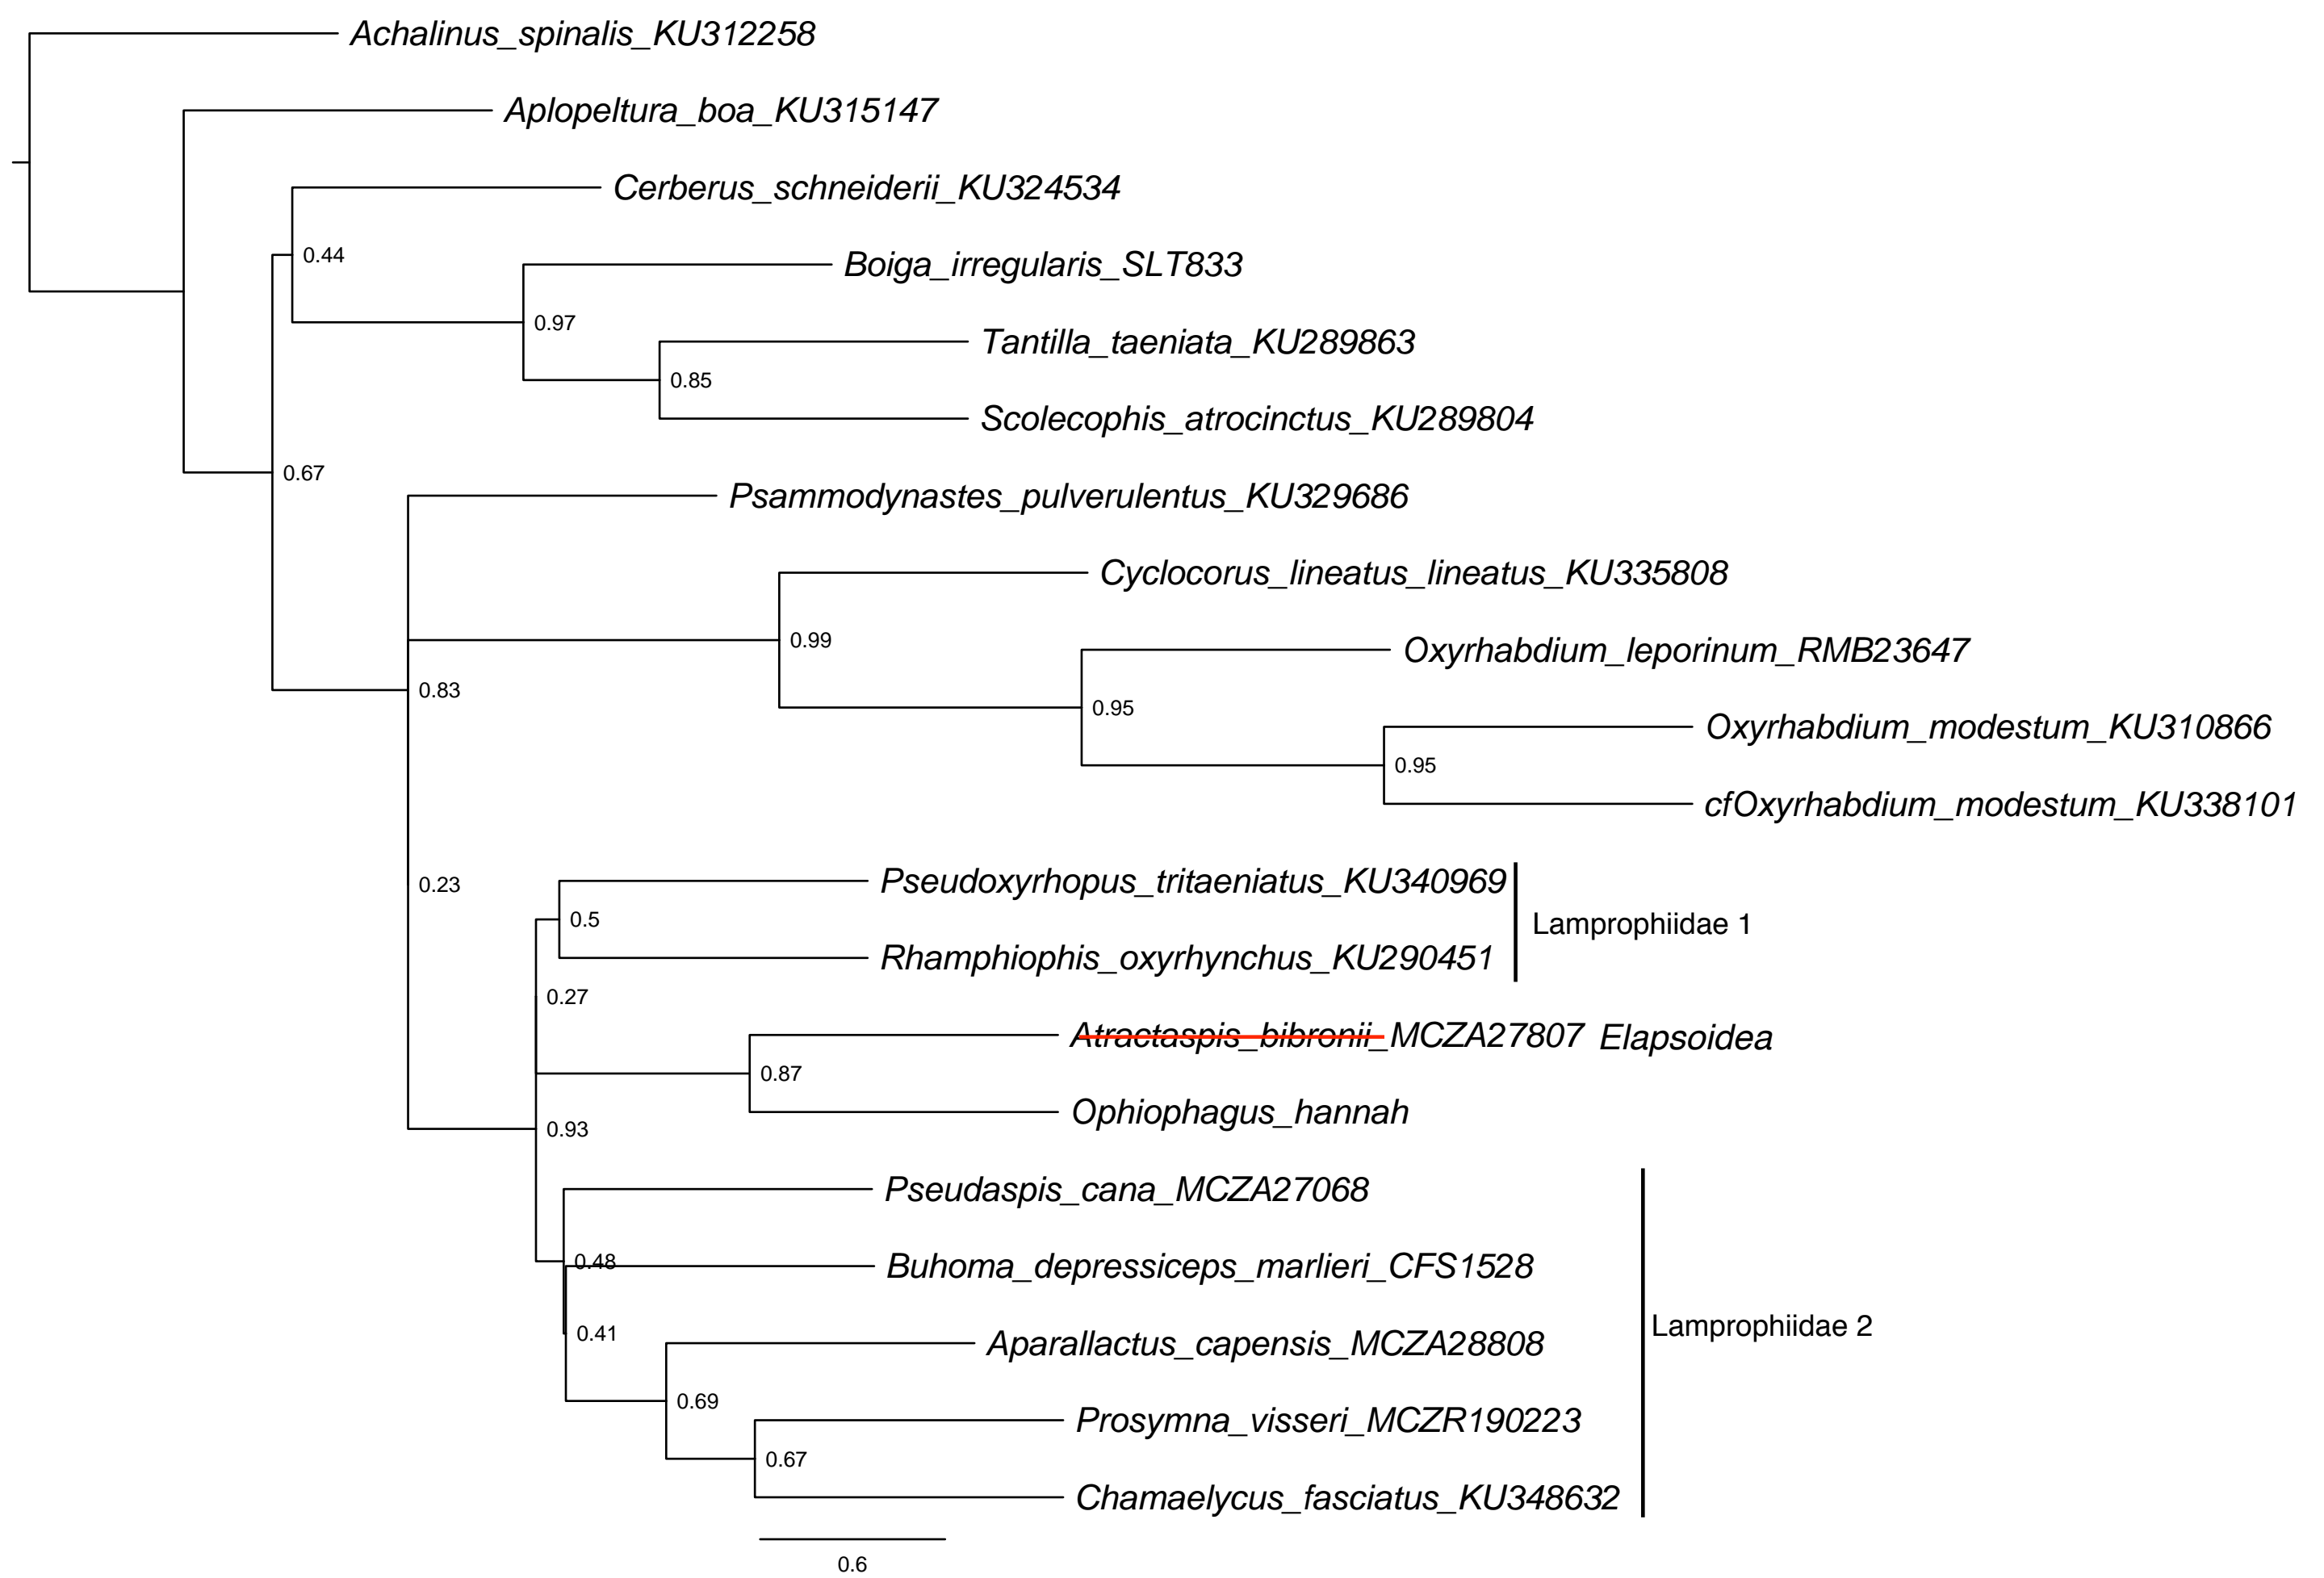 Achalinus_spinalis_KU312258
Aplopeltura_boa_KU315147
Cerberus_schneiderii_KU324534
0.44
Boiga_irregularis_SLT833
0.97
Tantilla_taeniata_KU289863
0.85
Scolecophis_atrocinctus_KU289804
0.67
Psammodynastes_pulverulentus_KU329686
Cyclocorus_lineatus_lineatus_KU335808
0.99
Oxyrhabdium_leporinum_RMB23647
0.83
0.95
Oxyrhabdium_modestum_KU310866
0.95
cfOxyrhabdium_modestum_KU338101
0.23
Pseudoxyrhopus_tritaeniatus_KU340969
0.5
Lamprophiidae 1
Rhamphiophis_oxyrhynchus_KU290451
0.27
Atractaspis_bibronii_MCZA27807 Elapsoidea
0.87
Ophiophagus_hannah
0.93
Pseudaspis_cana_MCZA27068
0.48
Buhoma_depressiceps_marlieri_CFS1528
0.41
Lamprophiidae 2
Aparallactus_capensis_MCZA28808
0.69
Prosymna_visseri_MCZR190223
0.67
Chamaelycus_fasciatus_KU348632
0.6